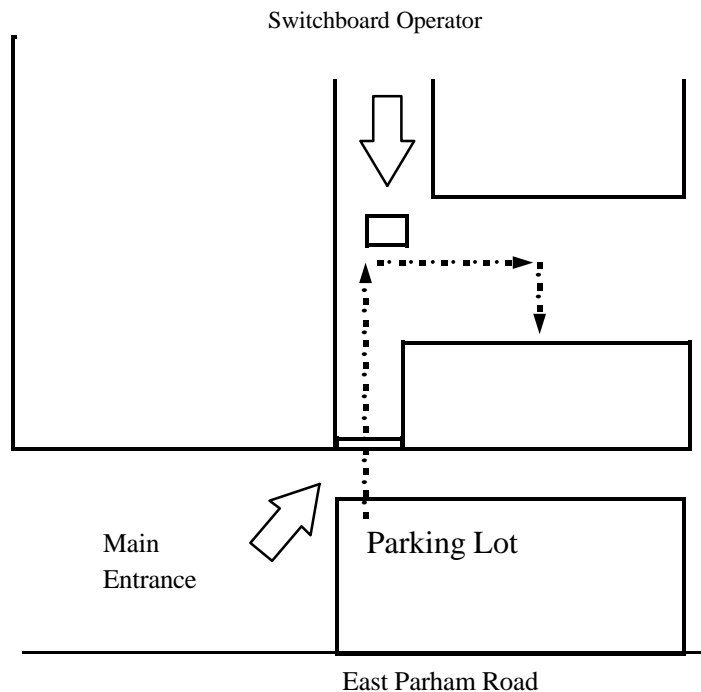 Switchboard Operator
Main
Entrance
Parking Lot
East Parham Road